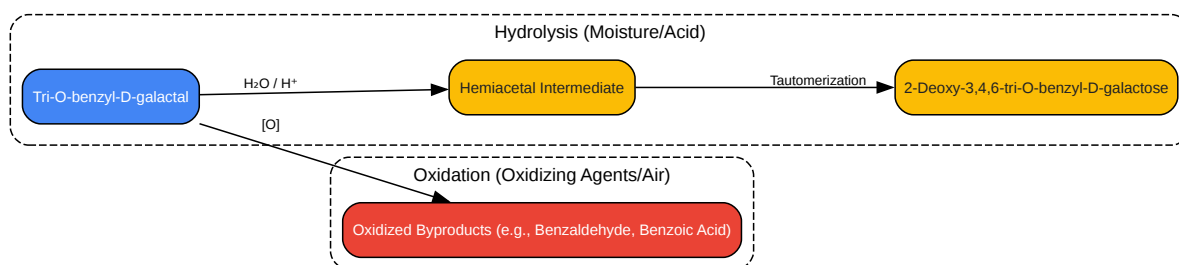 Hydrolysis (Moisture/Acid)
Tri-O-benzyl-D-galactal
H₂O / H⁺
Hemiacetal Intermediate
Tautomerization
2-Deoxy-3,4,6-tri-O-benzyl-D-galactose
[O]
Oxidation (Oxidizing Agents/Air)
Oxidized Byproducts (e.g., Benzaldehyde, Benzoic Acid)